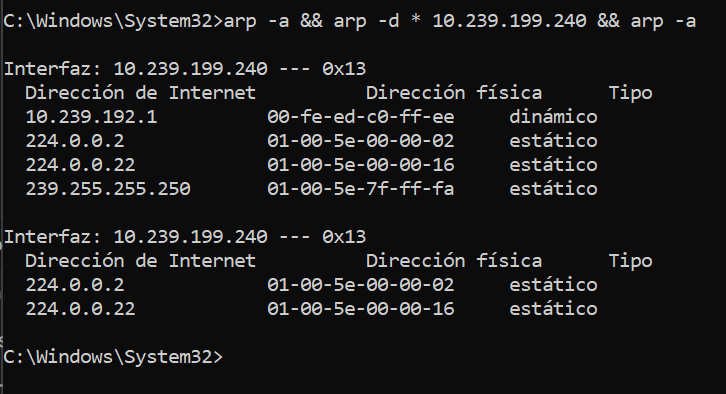 C:\Windows\System32>arp -a && arp -d * 10.239.199.240 && arp -a
Interfaz: 10.239.199.240 --- 0x13
Dirección de Internet Dirección física Tipo
10.239.192.1 00-fe-ed-c0-ff-ee dinámico
224.0.0.2 01-00-5e-00-00-02 estático
224.0.0.22 01-00-5e-00-00-16 estático
239.255.255.250 01-00-5e-7f-ff-fa estático
Interfaz: 10.239.199.240 --- 0x13
Dirección de Internet Dirección física Tipo
224.0.0.2 01-00-5e-00-00-02 estático
224.0.0.22 01-00-5e-00-00-16 estático
C:\Windows\System32>